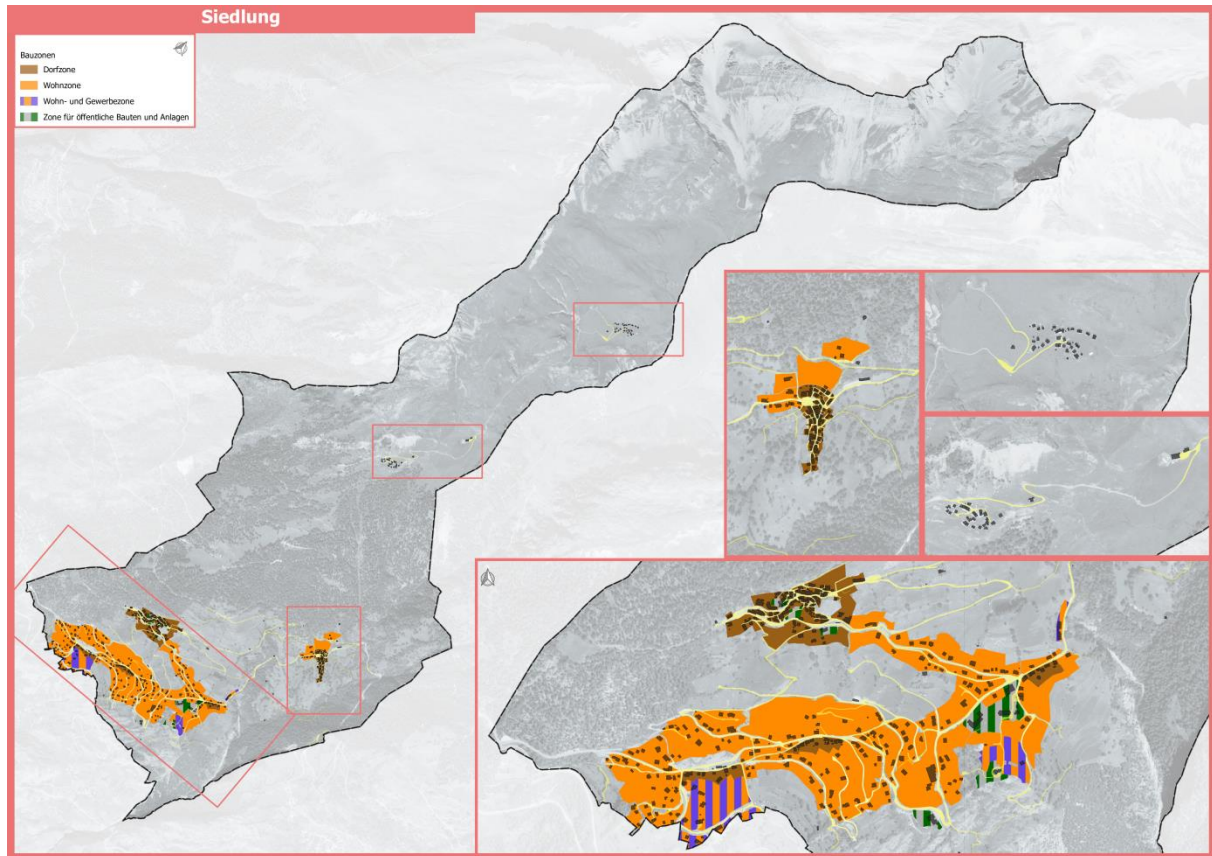 Siedlung
Bauzonen
Dorfzone
Wohnzone
Wohn- und Gewerbezone
Zone für öffentliche Bauten und Anlagen